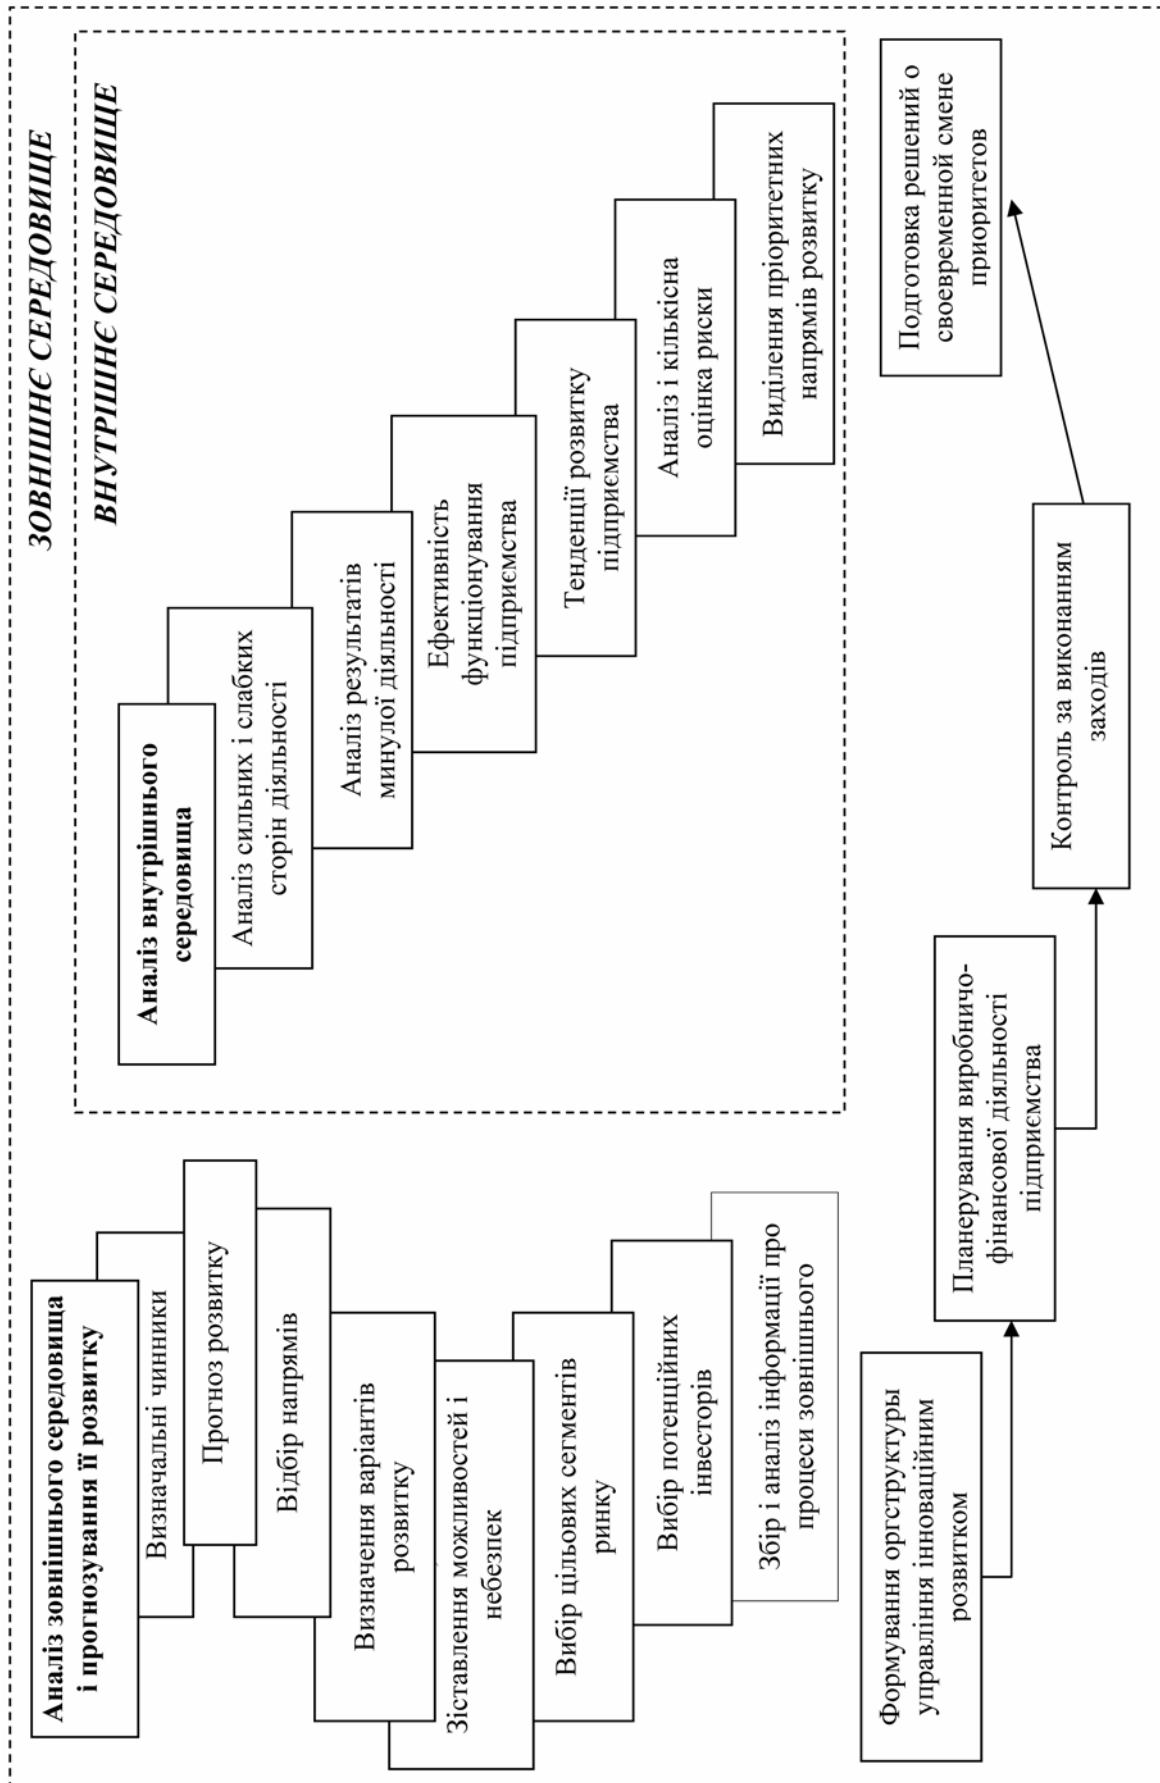 ЗОВНІШНЄ СЕРЕДОВИЩЕ
ВНУТРІШНЄ СЕРЕДОВИЩЕ
Аналіз зовнішнього середовища
і прогнозування її розвитку
Визначальні чинники
Прогноз розвитку
Відбір напрямів
Визначення варіантів
розвитку
Зіставлення можливостей і
небезпек
Вибір цільових сегментів
ринку
Вибір потенційних
інвесторів
Збір і аналіз інформації про
процеси зовнішнього
Аналіз внутрішнього
середовища
Аналіз сильних і слабких
сторін діяльності
Аналіз результатів
минулої діяльності
Ефективність
функціонування
підприємства
Тенденції розвитку
підприємства
Аналіз і кількісна
оцінка риски
Виділення пріоритетних
напрямів розвитку
Формування оргструктуры
управління інноваційним
розвитком
Планерування виробничо-
фінансової діяльності
підприємства
Контроль за виконанням
заходів
Подготовка решений о
своевременной смене
приоритетов